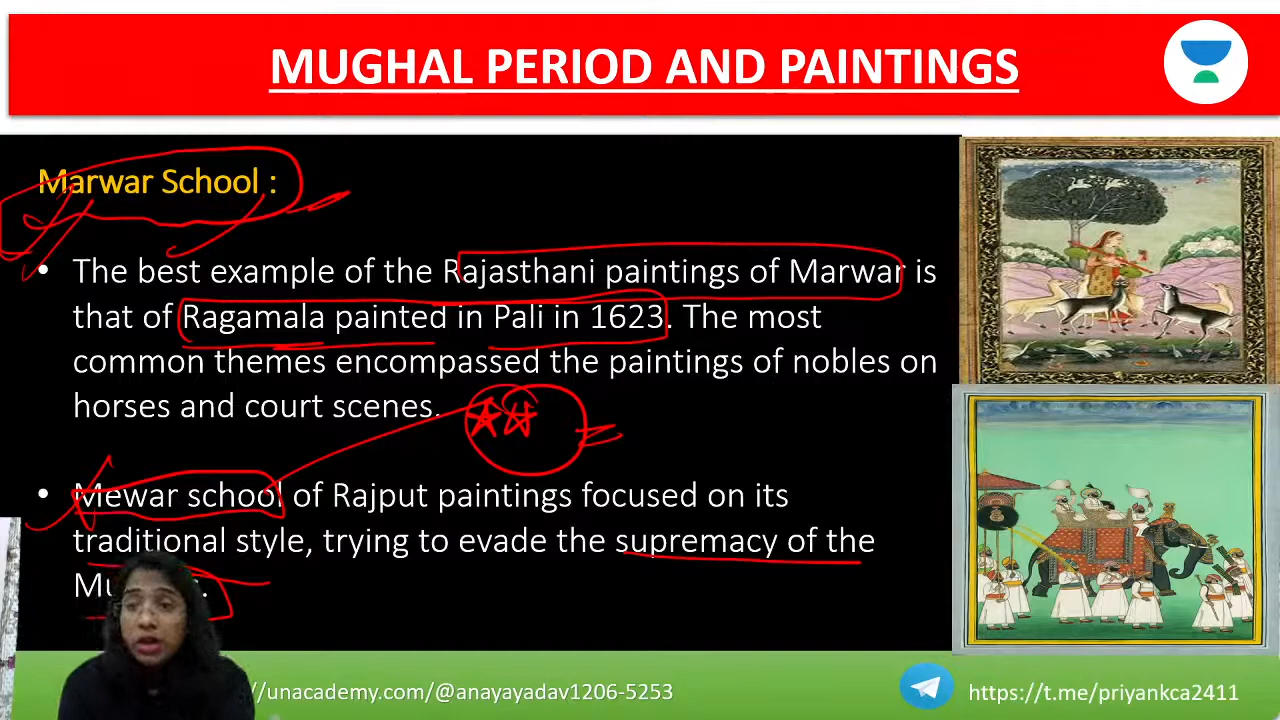 MUGHAL PERIOD AND PAINTINGS
Marwar School :
• The best example of the Rajasthani paintings of Marwar is
that of Ragamala painted in Pali in 1623. The most
common themes encompassed the paintings of nobles on
horses and court scenes.
• Mewar school of Rajput paintings focused on its
traditional style, trying to evade the supremacy of the
//unacademy.com/@anayayadav1206-5253
https://t.me/priyankca2411